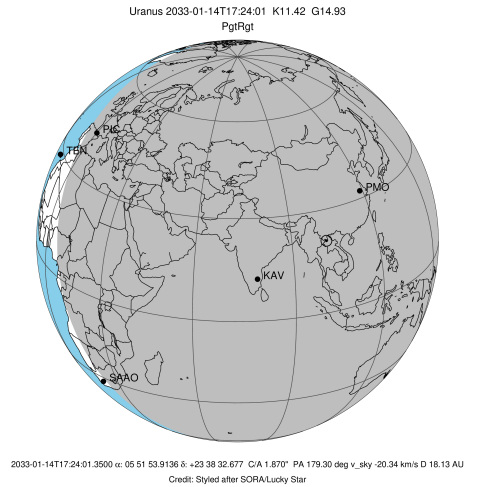 Uranus 2033-01-14T17:24:01 K11.42 G14.93
PgtRgt
PIC
TEN
PMO
KAV
SAAO
2033-01-14T17:24:01.3500 α: 05 51 53.9136 δ: +23 38 32.677 C/A 1.870" PA 179.30 deg v_sky -20.34 km/s D 18.13 AU
Credit: Styled after SORA/Lucky Star